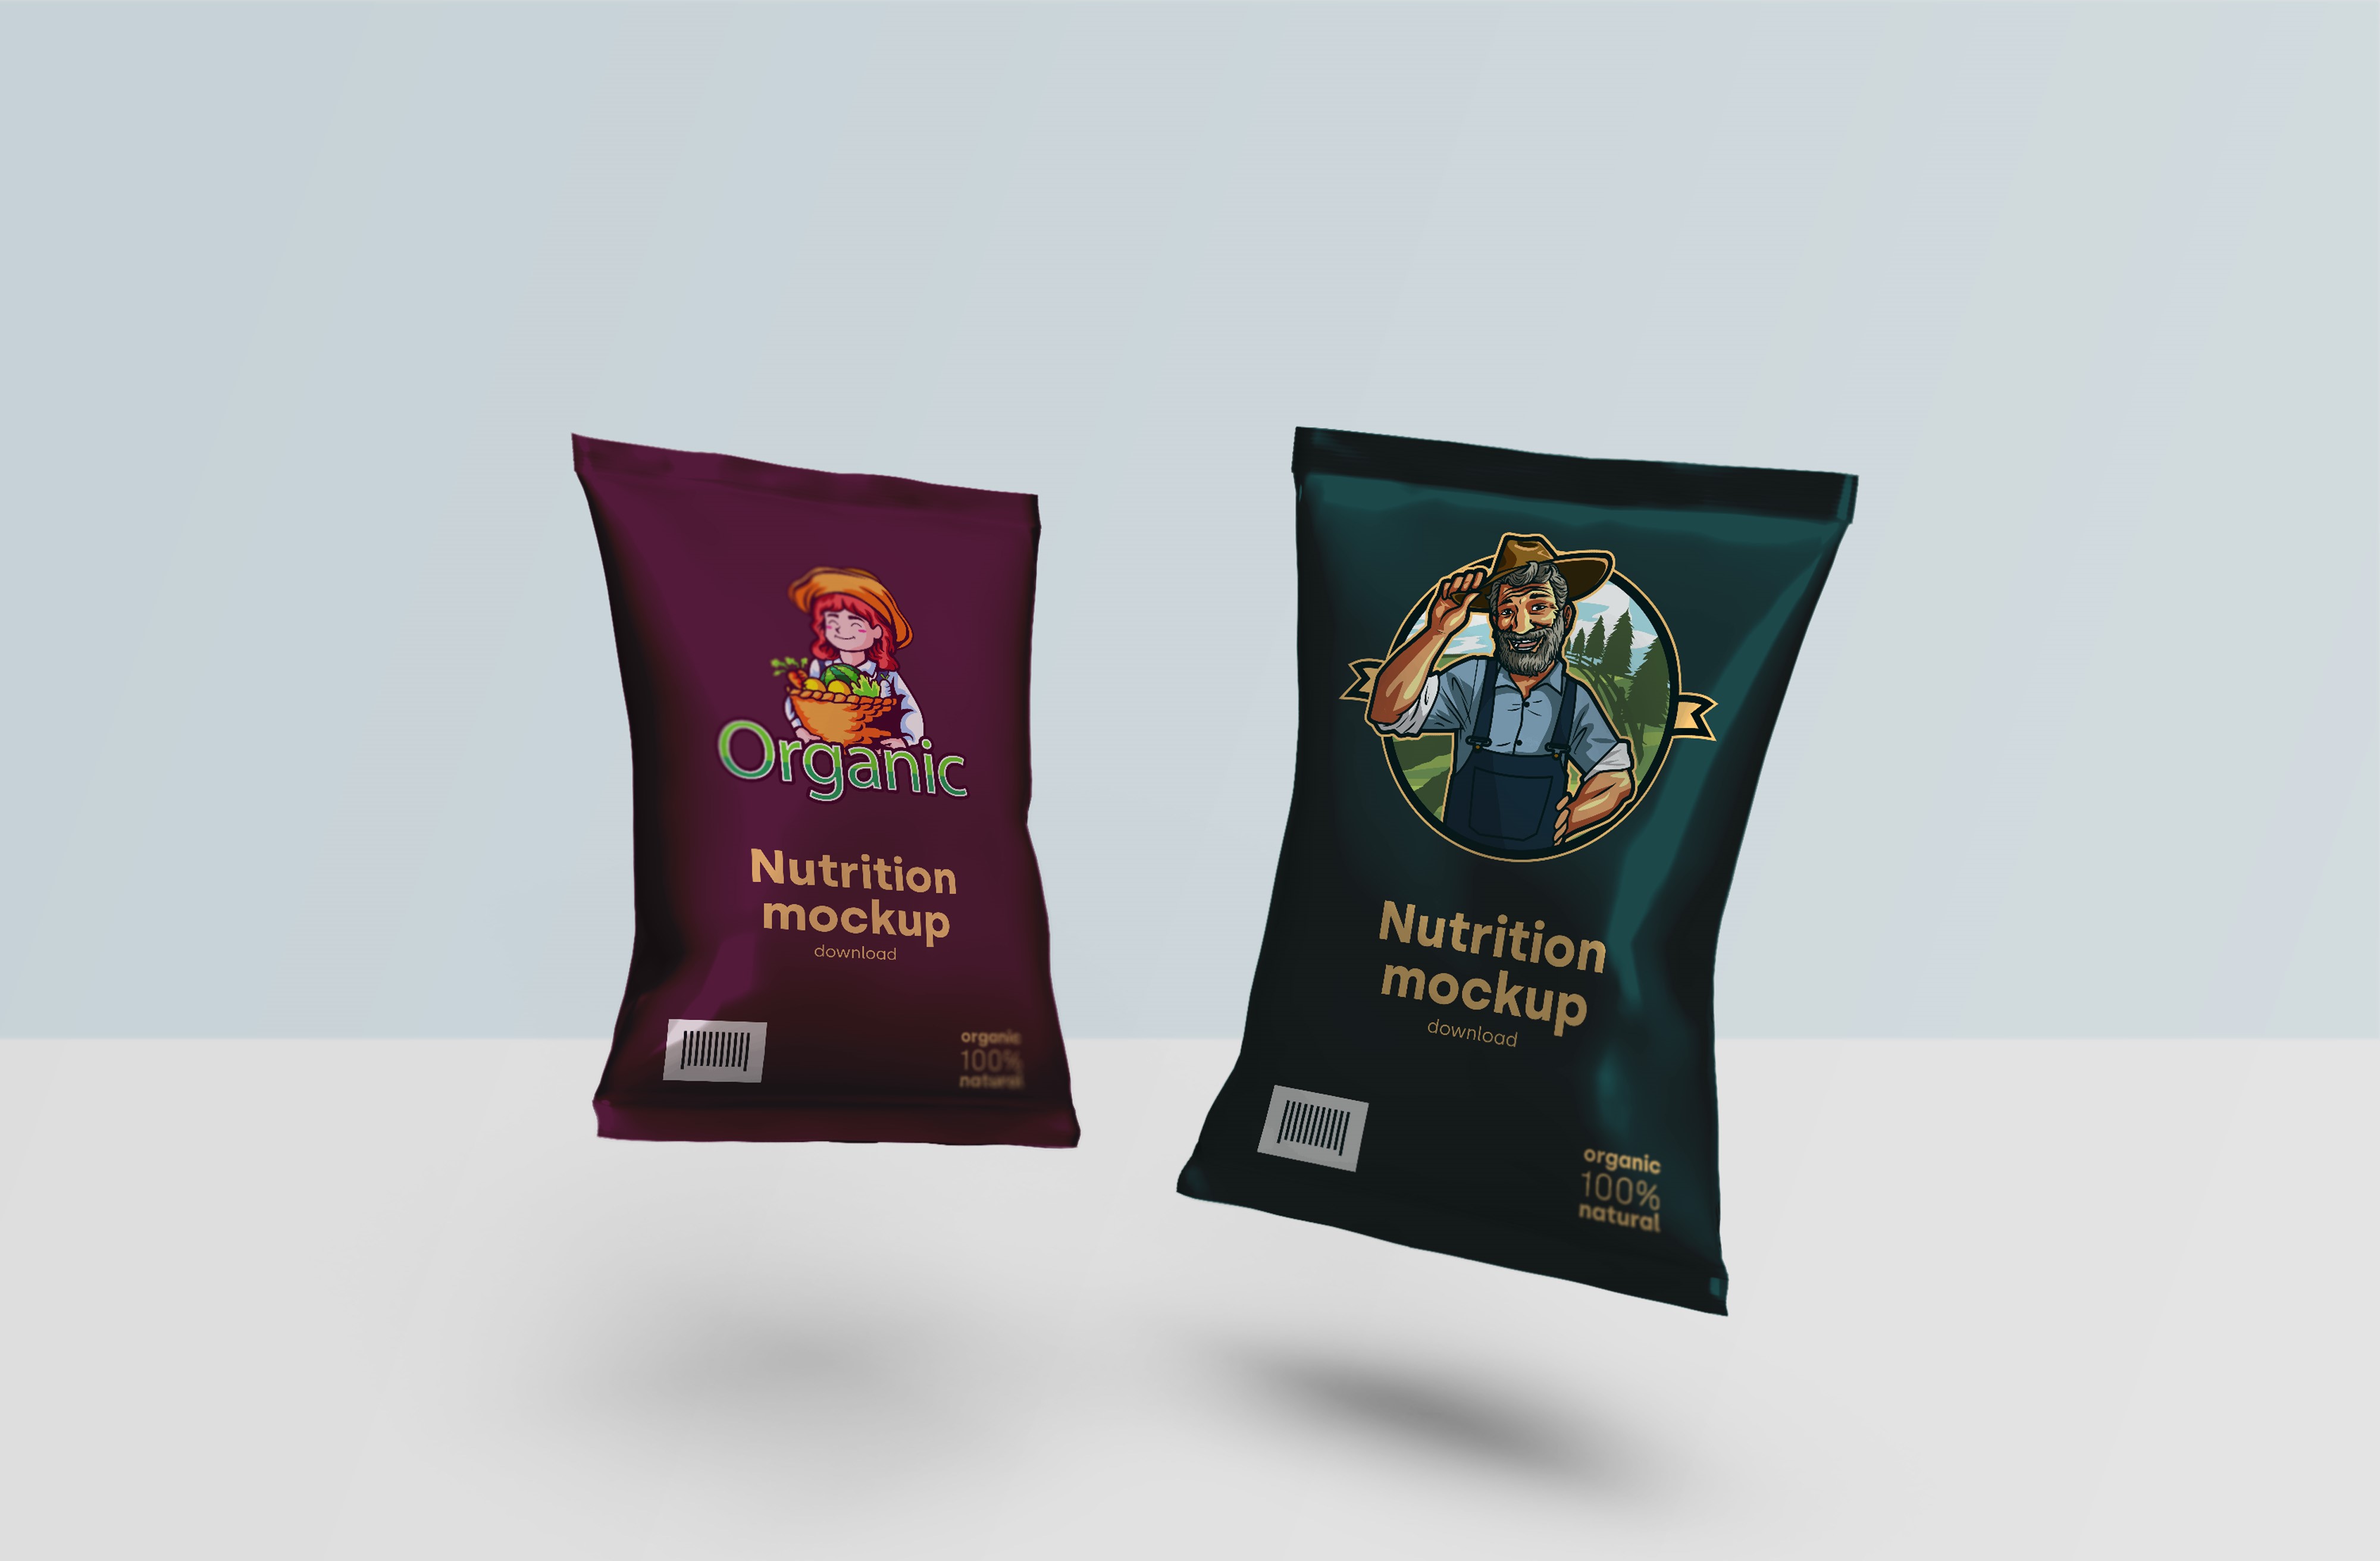 Organic
Nutrition
mockup
download
organic
100%
natural
Nutrition
mockup
download
organic
100%
natural